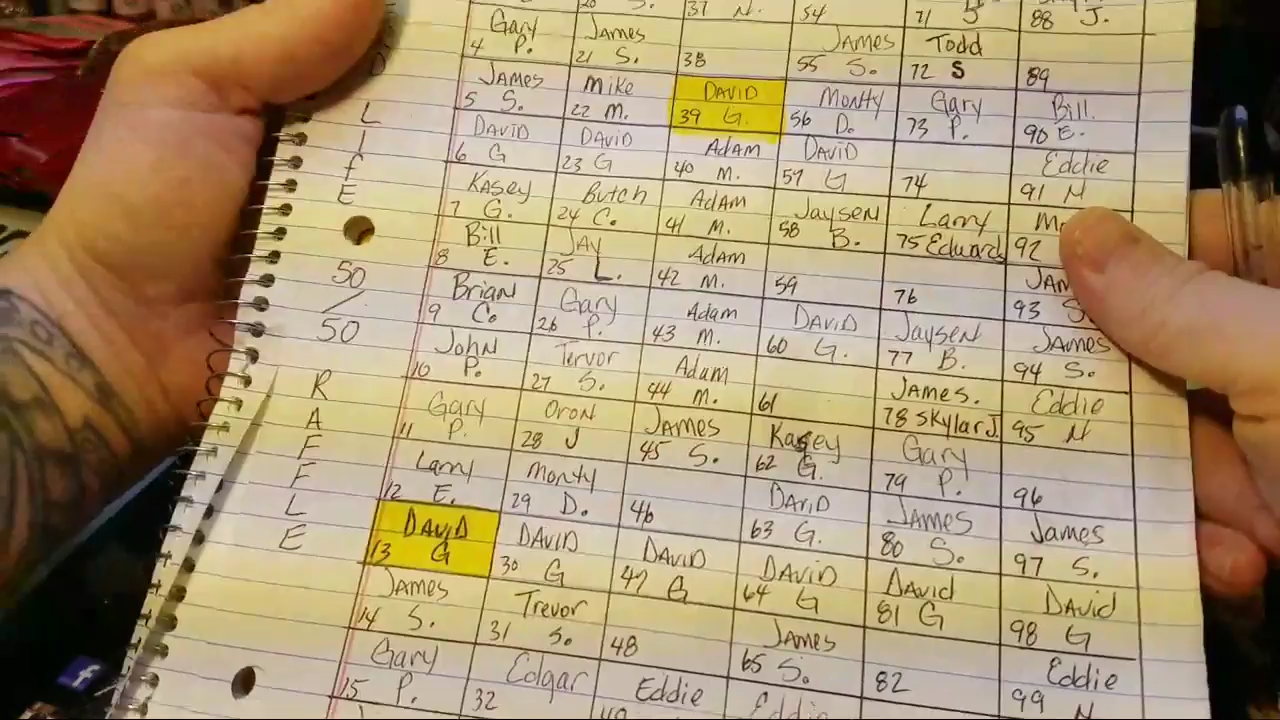 20 S.
37 N.
54
71 J
88 J.
Gary
4 P.
James
21 S.
38
James
55 S.
Todd
72 S
89
James
5 S.
Mike
22 M.
DAVID
39 G.
Monty
56 D.
Gary
73 P.
Bill.
90 E.
DAVID
6 G
DAVID
23 G
Adam
40 M.
DAVID
57 G
74
Eddie
91 N
Kasey
7 G.
Butch
24 C.
Adam
41 M.
Jaysen
58 B.
Larry
75 Edward
92
Bill
8 E.
JAY
25 L.
Adam
42 M.
59
76
93 S.
Brian
9 C.
Gary
26 P.
Adam
43 M.
DAVID
60 G.
Jaysen
77 B.
James
94 S.
John
10 P.
Tervor
27 S.
Adam
44 M.
61
James.
78 Skylar J.
Eddie
95 N
Gary
11 P.
Oron
28 J
James
45 S.
Kasey
62 G.
Gary
79 P.
96
Larry
12 E.
Monty
29 D.
46
DAVID
63 G.
James
80 S.
James
97 S.
DAVID
13 G
DAVID
30 G
DAVID
47 G
DAVID
64 G
David
81 G
David
98 G
James
14 S.
Trevor
31 S.
48
James
65 S.
82
Eddie
99 N
Gary
15 P.
Edgar
32
Eddie
Eddie
L
I
F
E
50
/
50
R
A
F
F
L
E
f